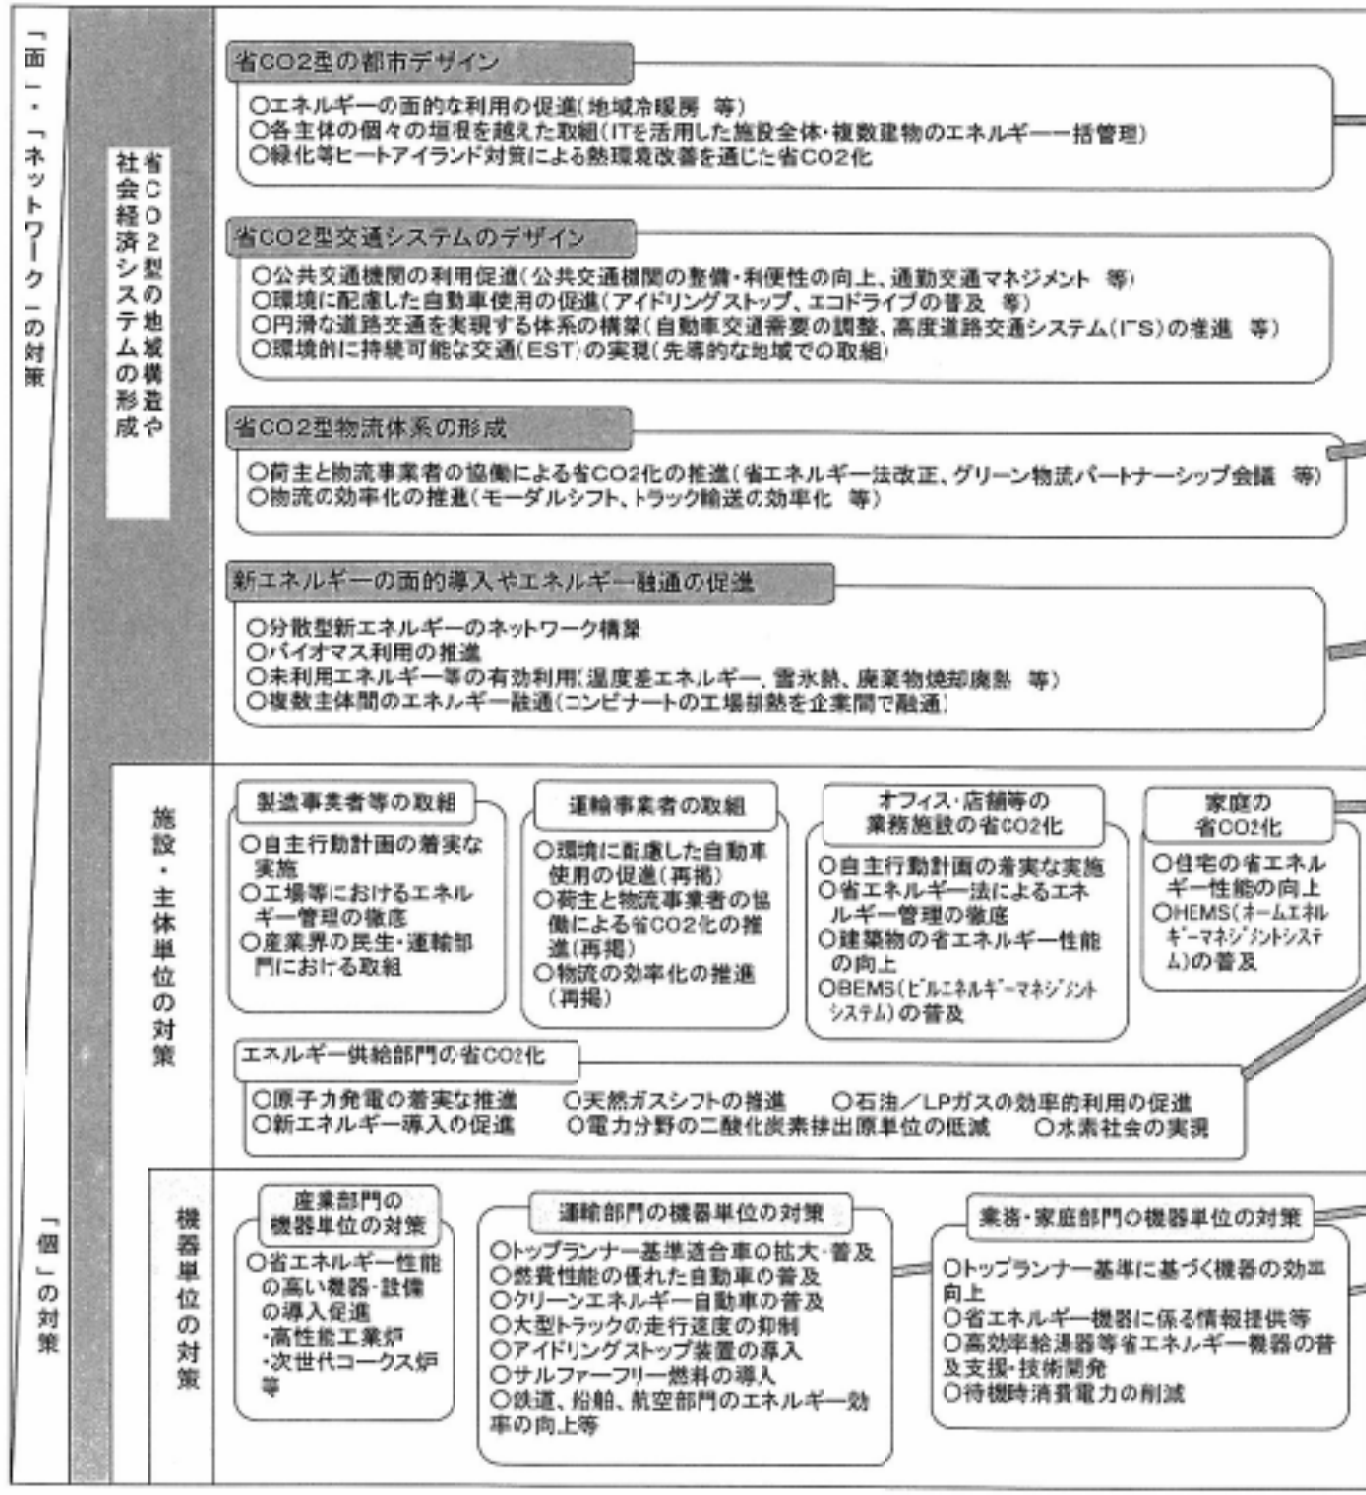 「面」・「ネットワーク」の対策
省CO2型の地域構造や
社会経済システムの形成
省CO2型の都市デザイン
○エネルギーの面的な利用の促進(地域冷暖房 等)
○各主体の個々の垣根を越えた取組(ITを活用した施設全体・複数建物のエネルギー一括管理)
○緑化等ヒートアイランド対策による熱環境改善を通じた省CO2化
省CO2型交通システムのデザイン
○公共交通機関の利用促進(公共交通機関の整備・利便性の向上、通勤交通マネジメント 等)
○環境に配慮した自動車使用の促進(アイドリングストップ、エコドライブの普及 等)
○円滑な道路交通を実現する体系の構築(自動車交通需要の調整、高度道路交通システム(ITS)の推進 等)
○環境的に持続可能な交通(EST)の実現(先導的な地域での取組)
省CO2型物流体系の形成
○荷主と物流事業者の協働による省CO2化の推進(省エネルギー法改正、グリーン物流パートナーシップ会議 等)
○物流の効率化の推進(モーダルシフト、トラック輸送の効率化 等)
新エネルギーの面的導入やエネルギー融通の促進
○分散型新エネルギーのネットワーク構築
○バイオマス利用の推進
○未利用エネルギー等の有効利用(温度差エネルギー、雪氷熱、廃棄物焼却廃熱 等)
○複数主体間のエネルギー融通(コンビナートの工場排熱を企業間で融通)
施設・主体単位の対策
製造事業者等の取組
○自主行動計画の着実な
実施
○工場等におけるエネル
ギー管理の徹底
○産業界の民生・運輸部
門における取組
運輸事業者の取組
○環境に配慮した自動車
使用の促進(再掲)
○荷主と物流事業者の協
働による省CO2化の推
進(再掲)
○物流の効率化の推進
(再掲)
オフィス・店舗等の
業務施設の省CO2化
○自主行動計画の着実な実施
○省エネルギー法によるエネ
ルギー管理の徹底
○建築物の省エネルギー性能
の向上
○BEMS(ビルエネルギーマネジメント
システム)の普及
家庭の
省CO2化
○住宅の省エネル
ギー性能の向上
○HEMS(ホームエネル
ギーマネジメントシステ
ム)の普及
エネルギー供給部門の省CO2化
○原子力発電の着実な推進 ○天然ガスシフトの推進 ○石油／LPガスの効率的利用の促進
○新エネルギー導入の促進 ○電力分野の二酸化炭素排出原単位の低減 ○水素社会の実現
「個」の対策
機器単位の対策
産業部門の
機器単位の対策
○省エネルギー性能
の高い機器・設備
の導入促進
・高性能工業炉
・次世代コークス炉
等
運輸部門の機器単位の対策
○トップランナー基準適合車の拡大・普及
○燃費性能の優れた自動車の普及
○クリーンエネルギー自動車の普及
○大型トラックの走行速度の抑制
○アイドリングストップ装置の導入
○サルファーフリー燃料の導入
○鉄道、船舶、航空部門のエネルギー効
率の向上等
業務・家庭部門の機器単位の対策
○トップランナー基準に基づく機器の効率
向上
○省エネルギー機器に係る情報提供等
○高効率給湯器等省エネルギー機器の普
及支援・技術開発
○待機時消費電力の削減